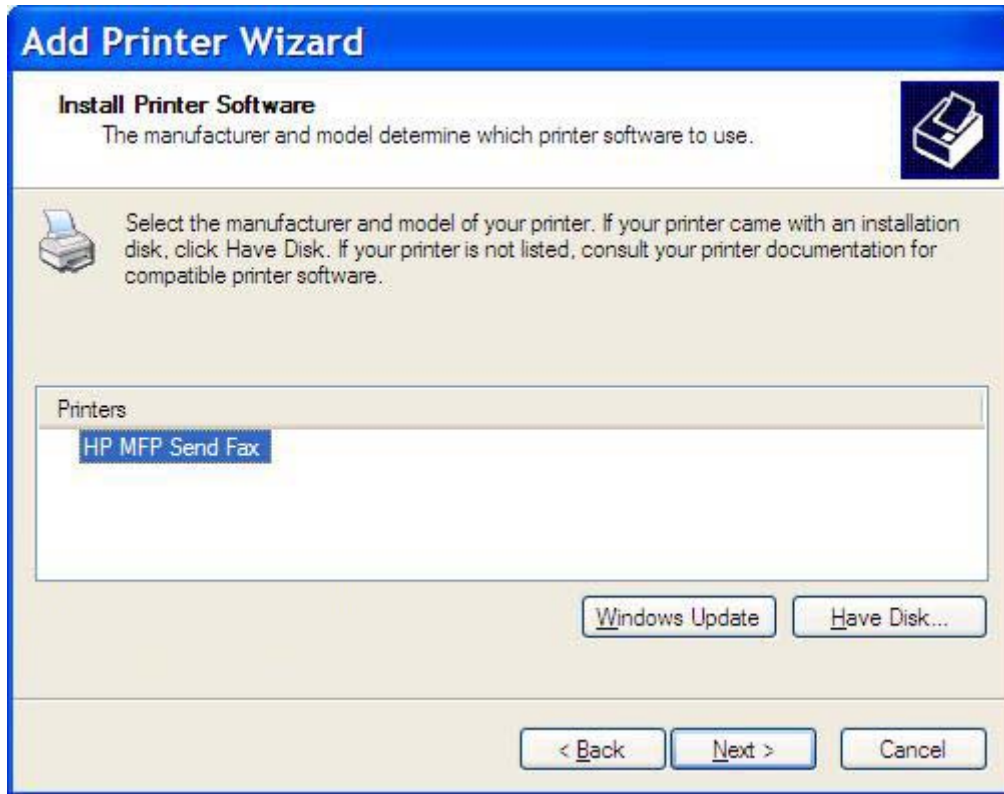 Add Printer Wizard
Install Printer Software
The manufacturer and model determine which printer software to use.
Select the manufacturer and model of your printer. If your printer came with an installation
disk, click Have Disk. If your printer is not listed, consult your printer documentation for
compatible printer software.
Printers
HP MFP Send Fax
Windows Update
Have Disk...
< Back
Next >
Cancel